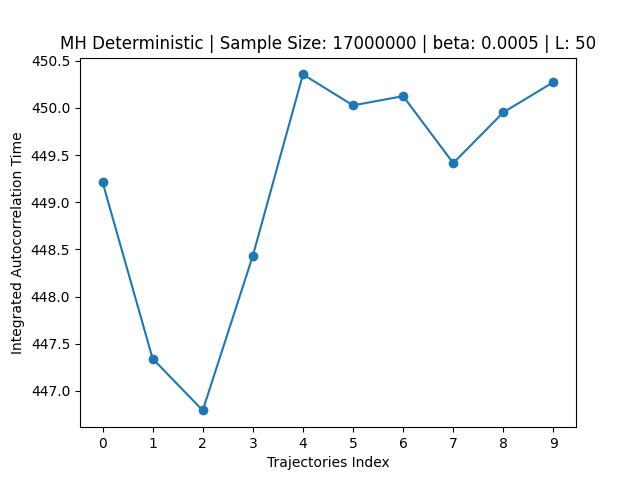 MH Deterministic | Sample Size: 17000000 | beta: 0.0005 | L: 50
450.5
450.0
449.5
449.0
448.5
448.0
447.5
447.0
Integrated Autocorrelation Time
0 1 2 3 4 5 6 7 8 9
Trajectories Index